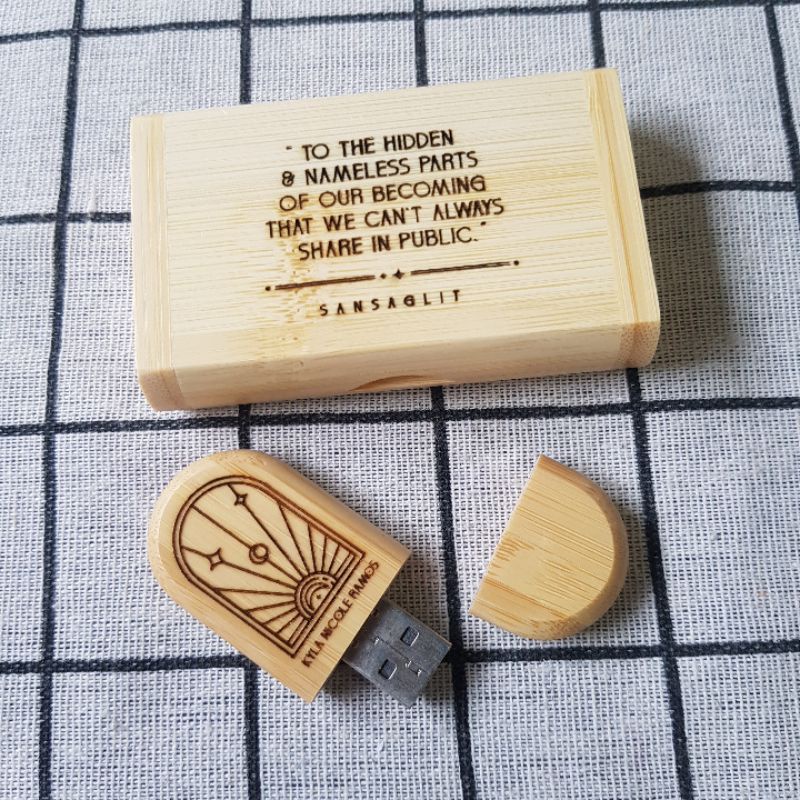 " TO THE HIDDEN
& NAMELESS PARTS
OF OUR BECOMING
THAT WE CAN'T ALWAYS
SHARE IN PUBLIC."
SANSAGLIT
KYLA NICOLE RAMOS